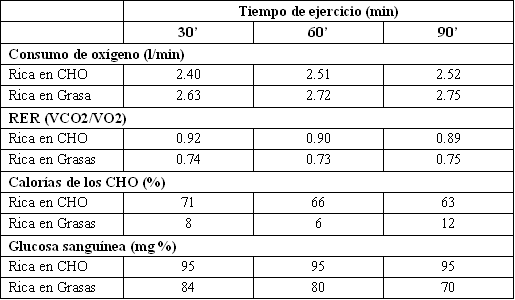 Tiempo de ejercicio (min)
30’ 60’ 90’
Consumo de oxígeno (l/min)
Rica en CHO 2.40 2.51 2.52
Rica en Grasa 2.63 2.72 2.75
RER (VCO2/VO2)
Rica en CHO 0.92 0.90 0.89
Rica en Grasas 0.74 0.73 0.75
Calorías de los CHO (%)
Rica en CHO 71 66 63
Rica en Grasas 8 6 12
Glucosa sanguínea (mg %)
Rica en CHO 95 95 95
Rica en Grasas 84 80 70